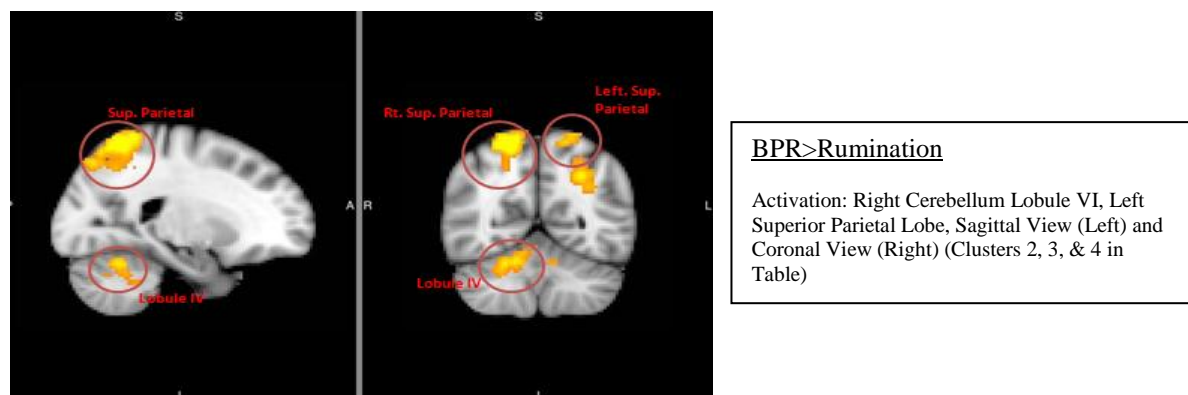 S
S
Sup. Parietal
Rt. Sup. Parietal
Left. Sup.
Parietal
A R
L
Lobule IV
Lobule IV
BPR>Rumination
Activation: Right Cerebellum Lobule VI, Left
Superior Parietal Lobe, Sagittal View (Left) and
Coronal View (Right) (Clusters 2, 3, & 4 in
Table)